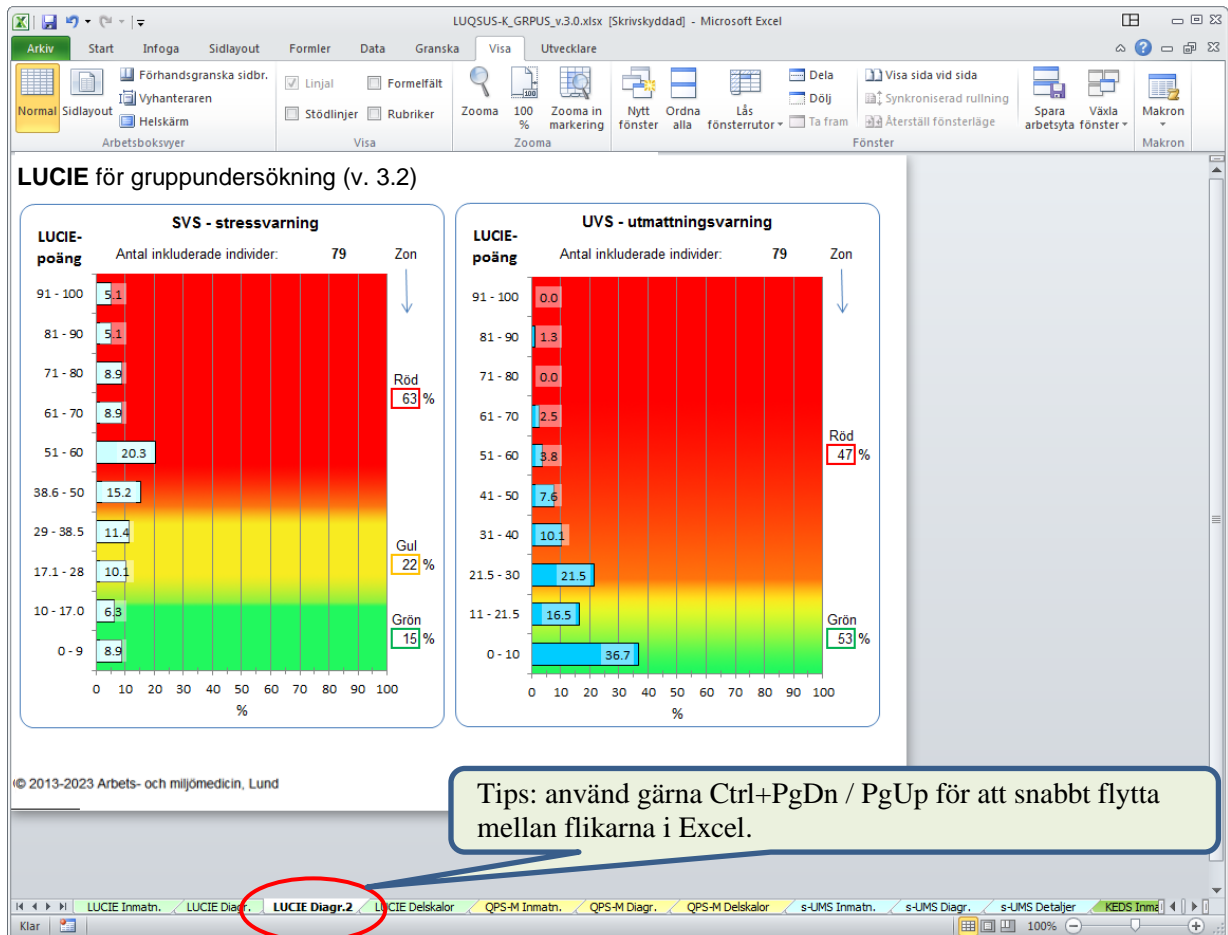 LUQSUS-K_GRPUS_v.3.0.xlsx [Skrivskyddad] - Microsoft Excel
Arkiv Start Infoga Sidlayout Formler Data Granska Visa Utvecklare
Normal
Sidlayout
Förhandsgranska sidbr.
Vyhanteraren
Helskärm
Arbetsboksvyer
Linjal
Formelfält
Stödlinjer
Rubriker
Visa
Zooma
100 %
Zooma in markering
Zooma
Nytt fönster
Ordna alla
Lås fönsterrutor
Dela
Dölj
Ta fram
Visa sida vid sida
Synkroniserad rullning
Återställ fönsterläge
Fönster
Spara arbetsyta
Växla fönster
Makron
Makron
LUCIE för gruppundersökning (v. 3.2)
SVS - stressvarning
LUCIE-
poäng
Antal inkluderade individer: 79 Zon
91 - 100 5.1
81 - 90 5.1
71 - 80 8.9
Röd
63 %
61 - 70 8.9
51 - 60 20.3
38.6 - 50 15.2
29 - 38.5 11.4
Gul
22 %
17.1 - 28 10.1
10 - 17.0 6.3
Grön
15 %
0 - 9 8.9
0 10 20 30 40 50 60 70 80 90 100
%
UVS - utmattningsvarning
LUCIE-
poäng
Antal inkluderade individer: 79 Zon
91 - 100 0.0
81 - 90 1.3
71 - 80 0.0
61 - 70 2.5
Röd
47 %
51 - 60 3.8
41 - 50 7.6
31 - 40 10.1
21.5 - 30 21.5
11 - 21.5 16.5
Grön
53 %
0 - 10 36.7
0 10 20 30 40 50 60 70 80 90 100
%
© 2013-2023 Arbets- och miljömedicin, Lund
Tips: använd gärna Ctrl+PgDn / PgUp för att snabbt flytta
mellan flikarna i Excel.
LUCIE Inmatn. LUCIE Diagr. LUCIE Diagr.2 LUCIE Delskalor QPS-M Inmatn. QPS-M Diagr. QPS-M Delskalor s-UMS Inmatn. s-UMS Diagr. s-UMS Detaljer KEDS Inma
Klar 100%